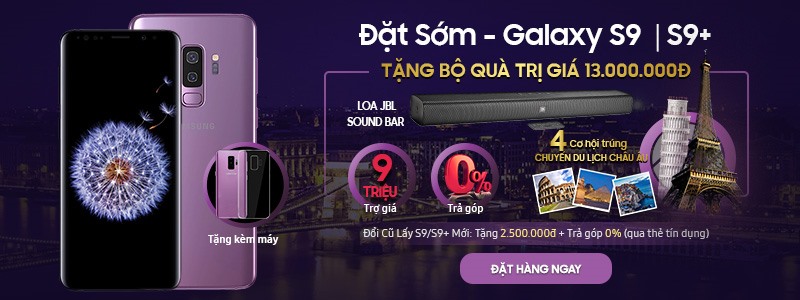 Đặt Sớm - Galaxy S9 | S9+
TẶNG BỘ QUÀ TRỊ GIÁ 13.000.000Đ
LOA JBL
SOUND BAR
4 Cơ hội trúng
CHUYẾN DU LỊCH CHÂU ÂU
9
TRIỆU
Trợ giá
0%
Trả góp
SAMSUNG
Tặng kèm máy
Đổi Cũ Lấy S9/S9+ Mới: Tặng 2.500.000đ + Trả góp 0% (qua thẻ tín dụng)
ĐẶT HÀNG NGAY